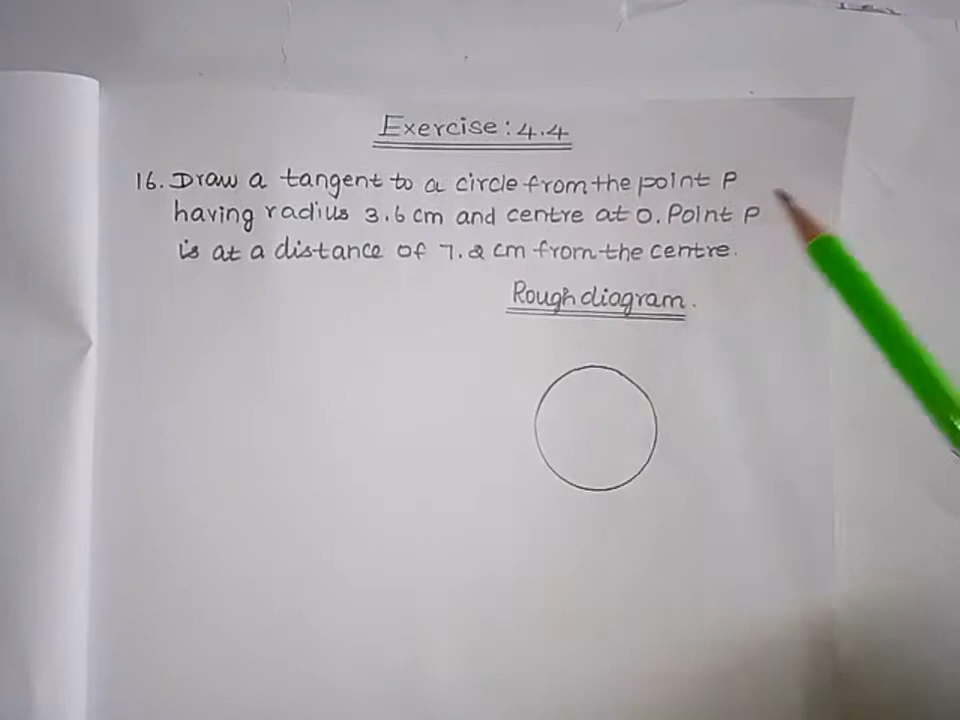 Exercise: 4.4
16. Draw a tangent to a circle from the point P
having radius 3.6 cm and centre at O. Point P
is at a distance of 7.2 cm from the centre.
Rough diagram.